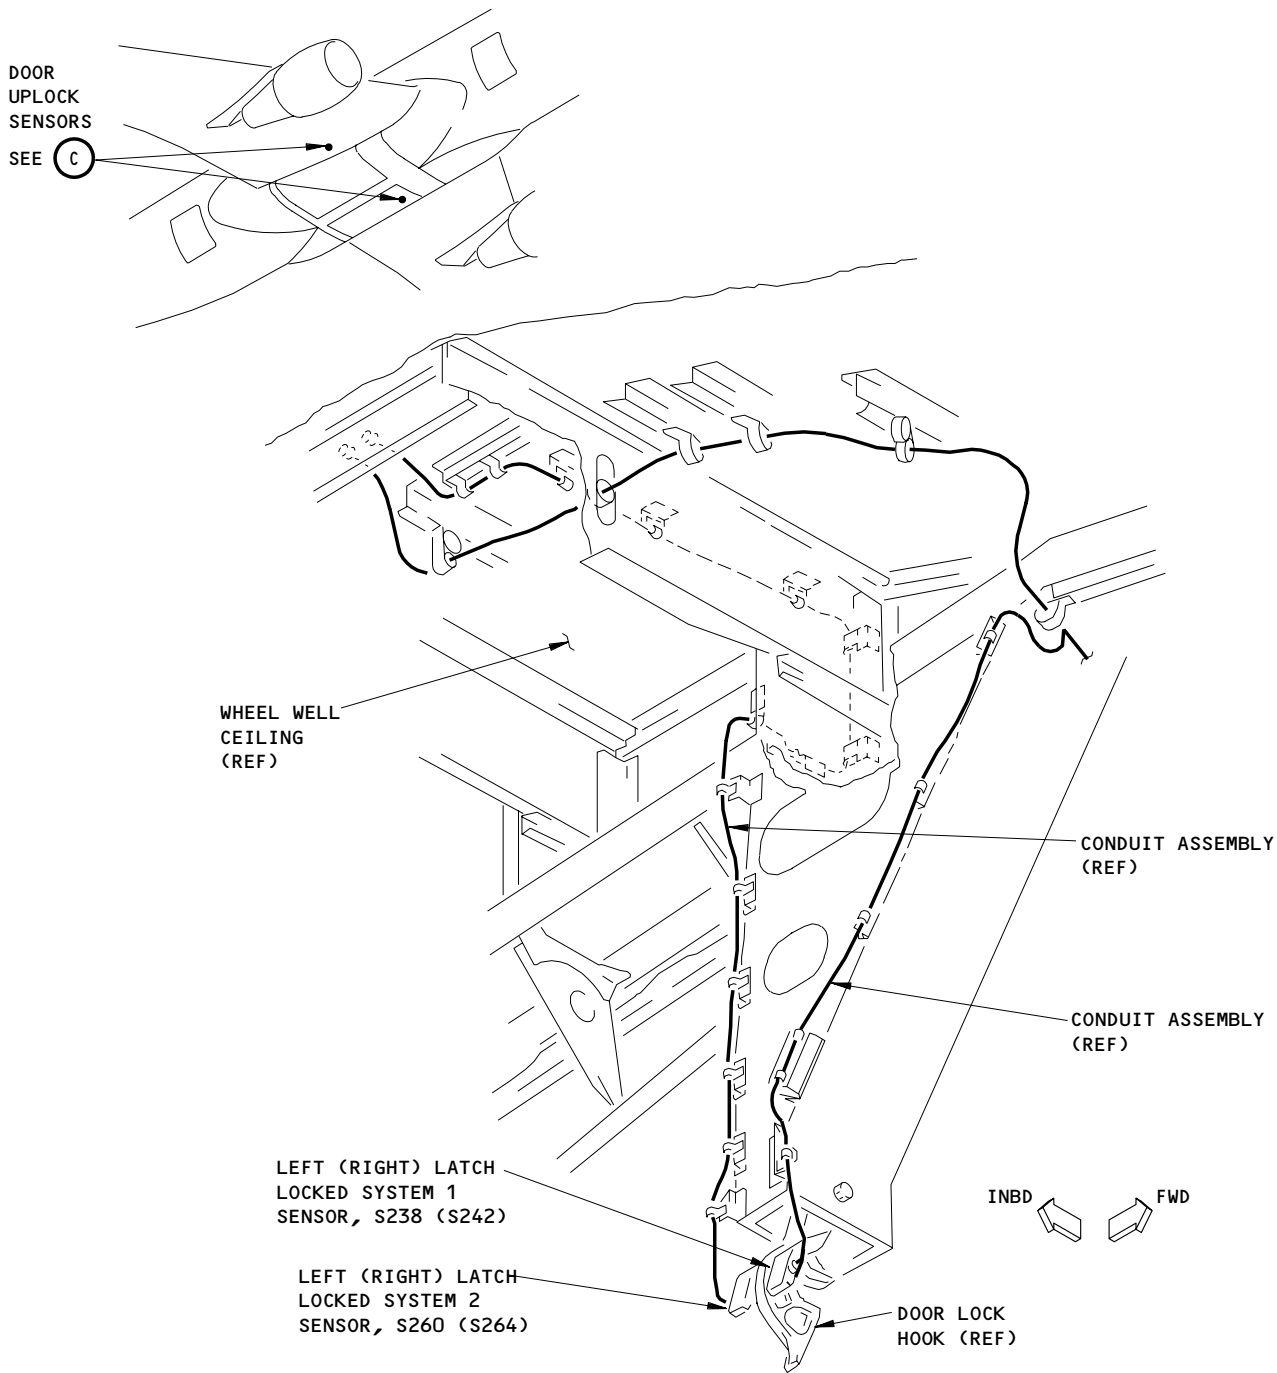 DOOR
UPLOCK
SENSORS
SEE C
WHEEL WELL
CEILING
(REF)
CONDUIT ASSEMBLY
(REF)
CONDUIT ASSEMBLY
(REF)
LEFT (RIGHT) LATCH
LOCKED SYSTEM 1
SENSOR, S238 (S242)
INBD
FWD
LEFT (RIGHT) LATCH
LOCKED SYSTEM 2
SENSOR, S260 (S264)
DOOR LOCK
HOOK (REF)